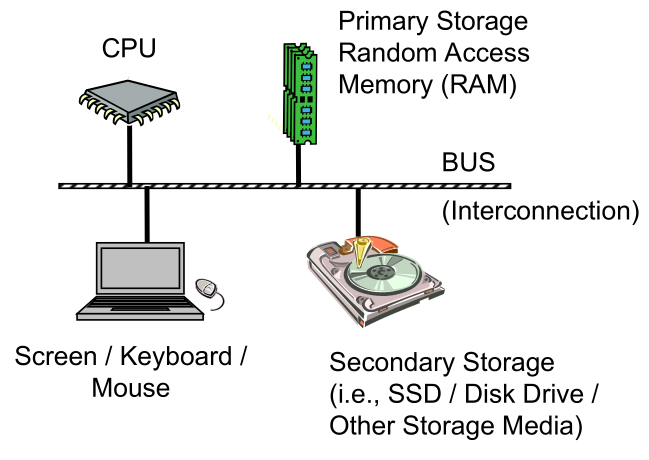 CPU
Primary Storage
Random Access
Memory (RAM)
BUS
(Interconnection)
Screen / Keyboard /
Mouse
Secondary Storage
(i.e., SSD / Disk Drive /
Other Storage Media)